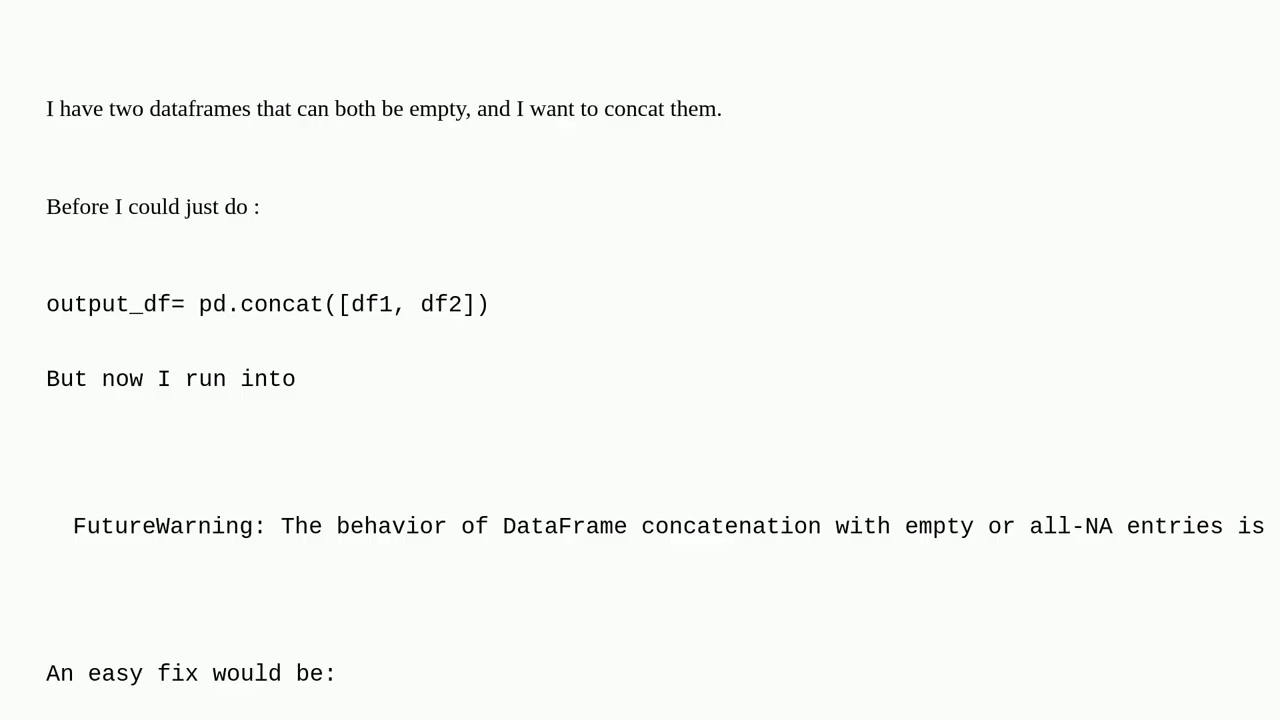 I have two dataframes that can both be empty, and I want to concat them.
Before I could just do :
output_df= pd.concat([df1, df2])
But now I run into
FutureWarning: The behavior of DataFrame concatenation with empty or all-NA entries is
An easy fix would be: